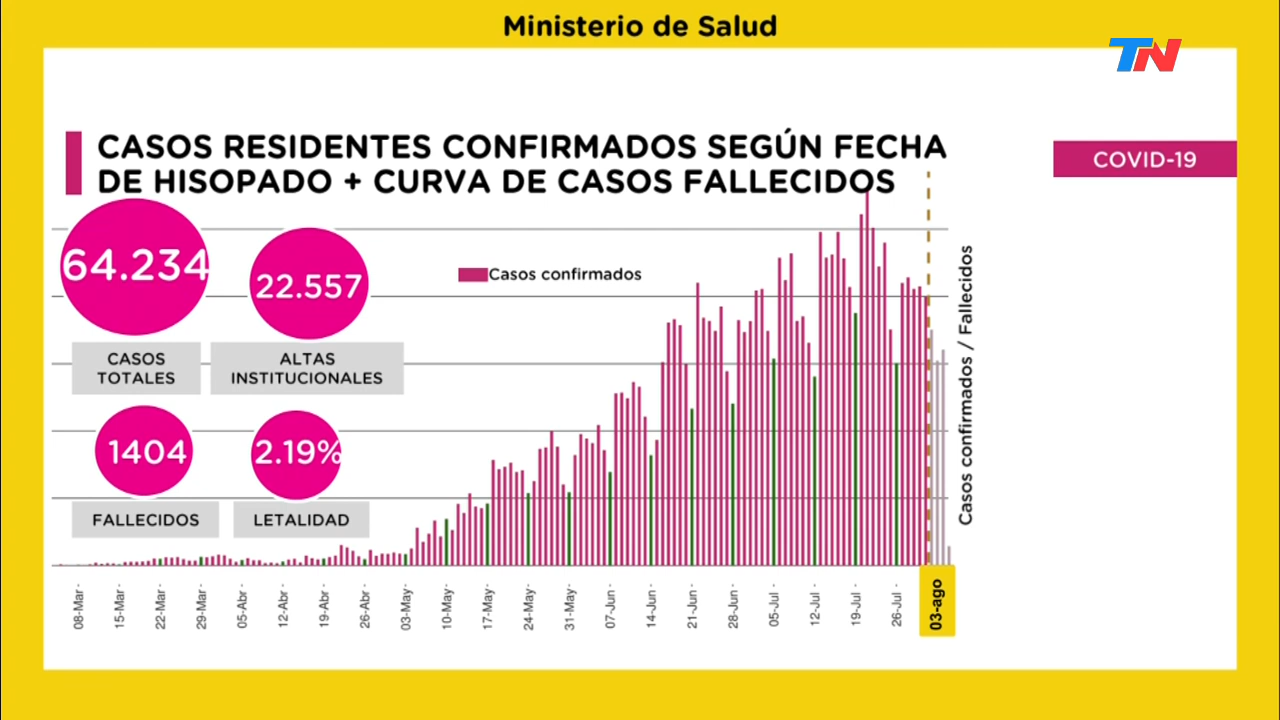 Ministerio de Salud
TN
CASOS RESIDENTES CONFIRMADOS SEGÚN FECHA
DE HISOPADO + CURVA DE CASOS FALLECIDOS
COVID-19
64.234
CASOS
TOTALES
22.557
ALTAS
INSTITUCIONALES
1404
FALLECIDOS
2.19%
LETALIDAD
Casos confirmados
Casos confirmados / Fallecidos
08-Mar
15-Mar
22-Mar
29-Mar
05-Abr
12-Abr
19-Abr
26-Abr
03-May
10-May
17-May
24-May
31-May
07-Jun
14-Jun
21-Jun
28-Jun
05-Jul
12-Jul
19-Jul
26-Jul
03-ago